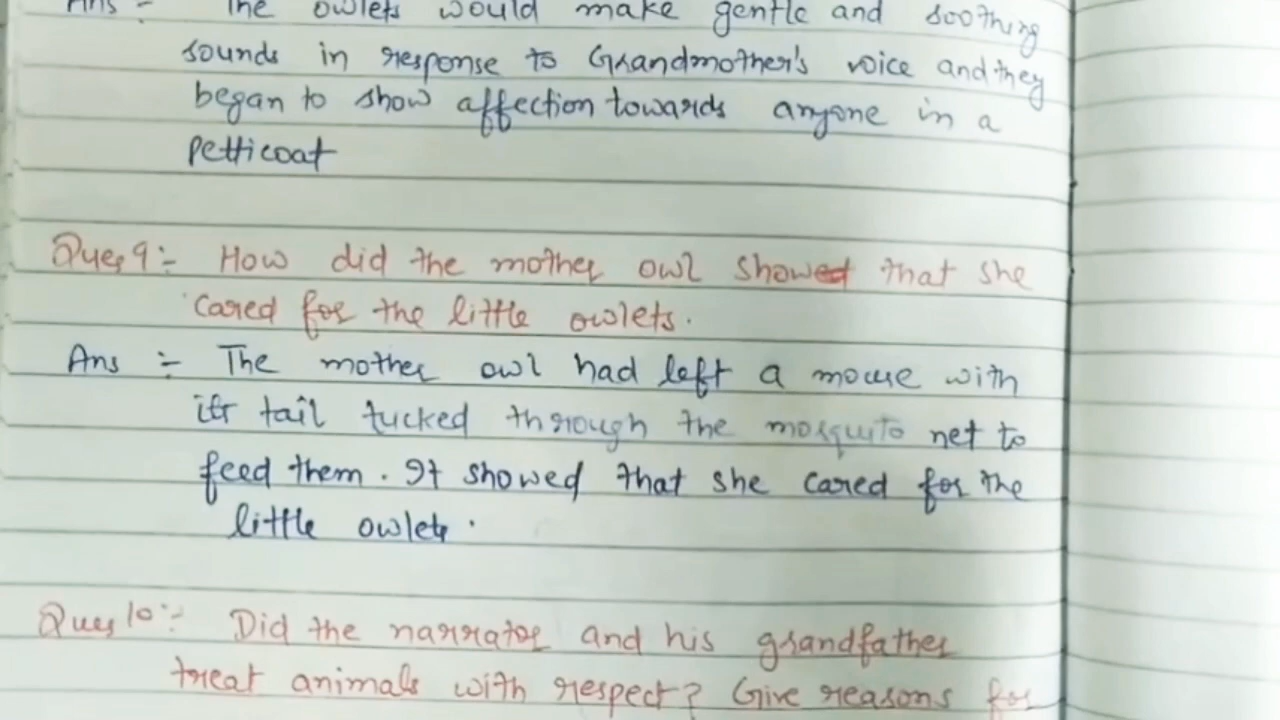 Ans :- The owlets would make gentle and soothing
sounds in response to Grandmother's voice and they
began to show affection towards anyone in a
petticoat
Ques 9:- How did the mother owl showed that she
cared for the little owlets.
Ans :- The mother owl had left a mouse with
its tail tucked through the mosquito net to
feed them. It showed that she cared for the
little owlets.
Ques 10:- Did the narrator and his grandfather
treat animals with respect? Give reasons for